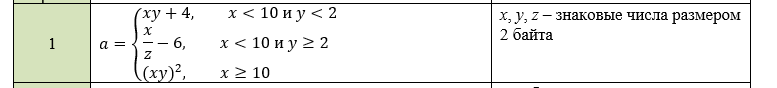 1
a = { xy + 4, x < 10 и y < 2
x/z − 6, x < 10 и y ≥ 2
(xy)², x ≥ 10
x, y, z – знаковые числа размером
2 байта